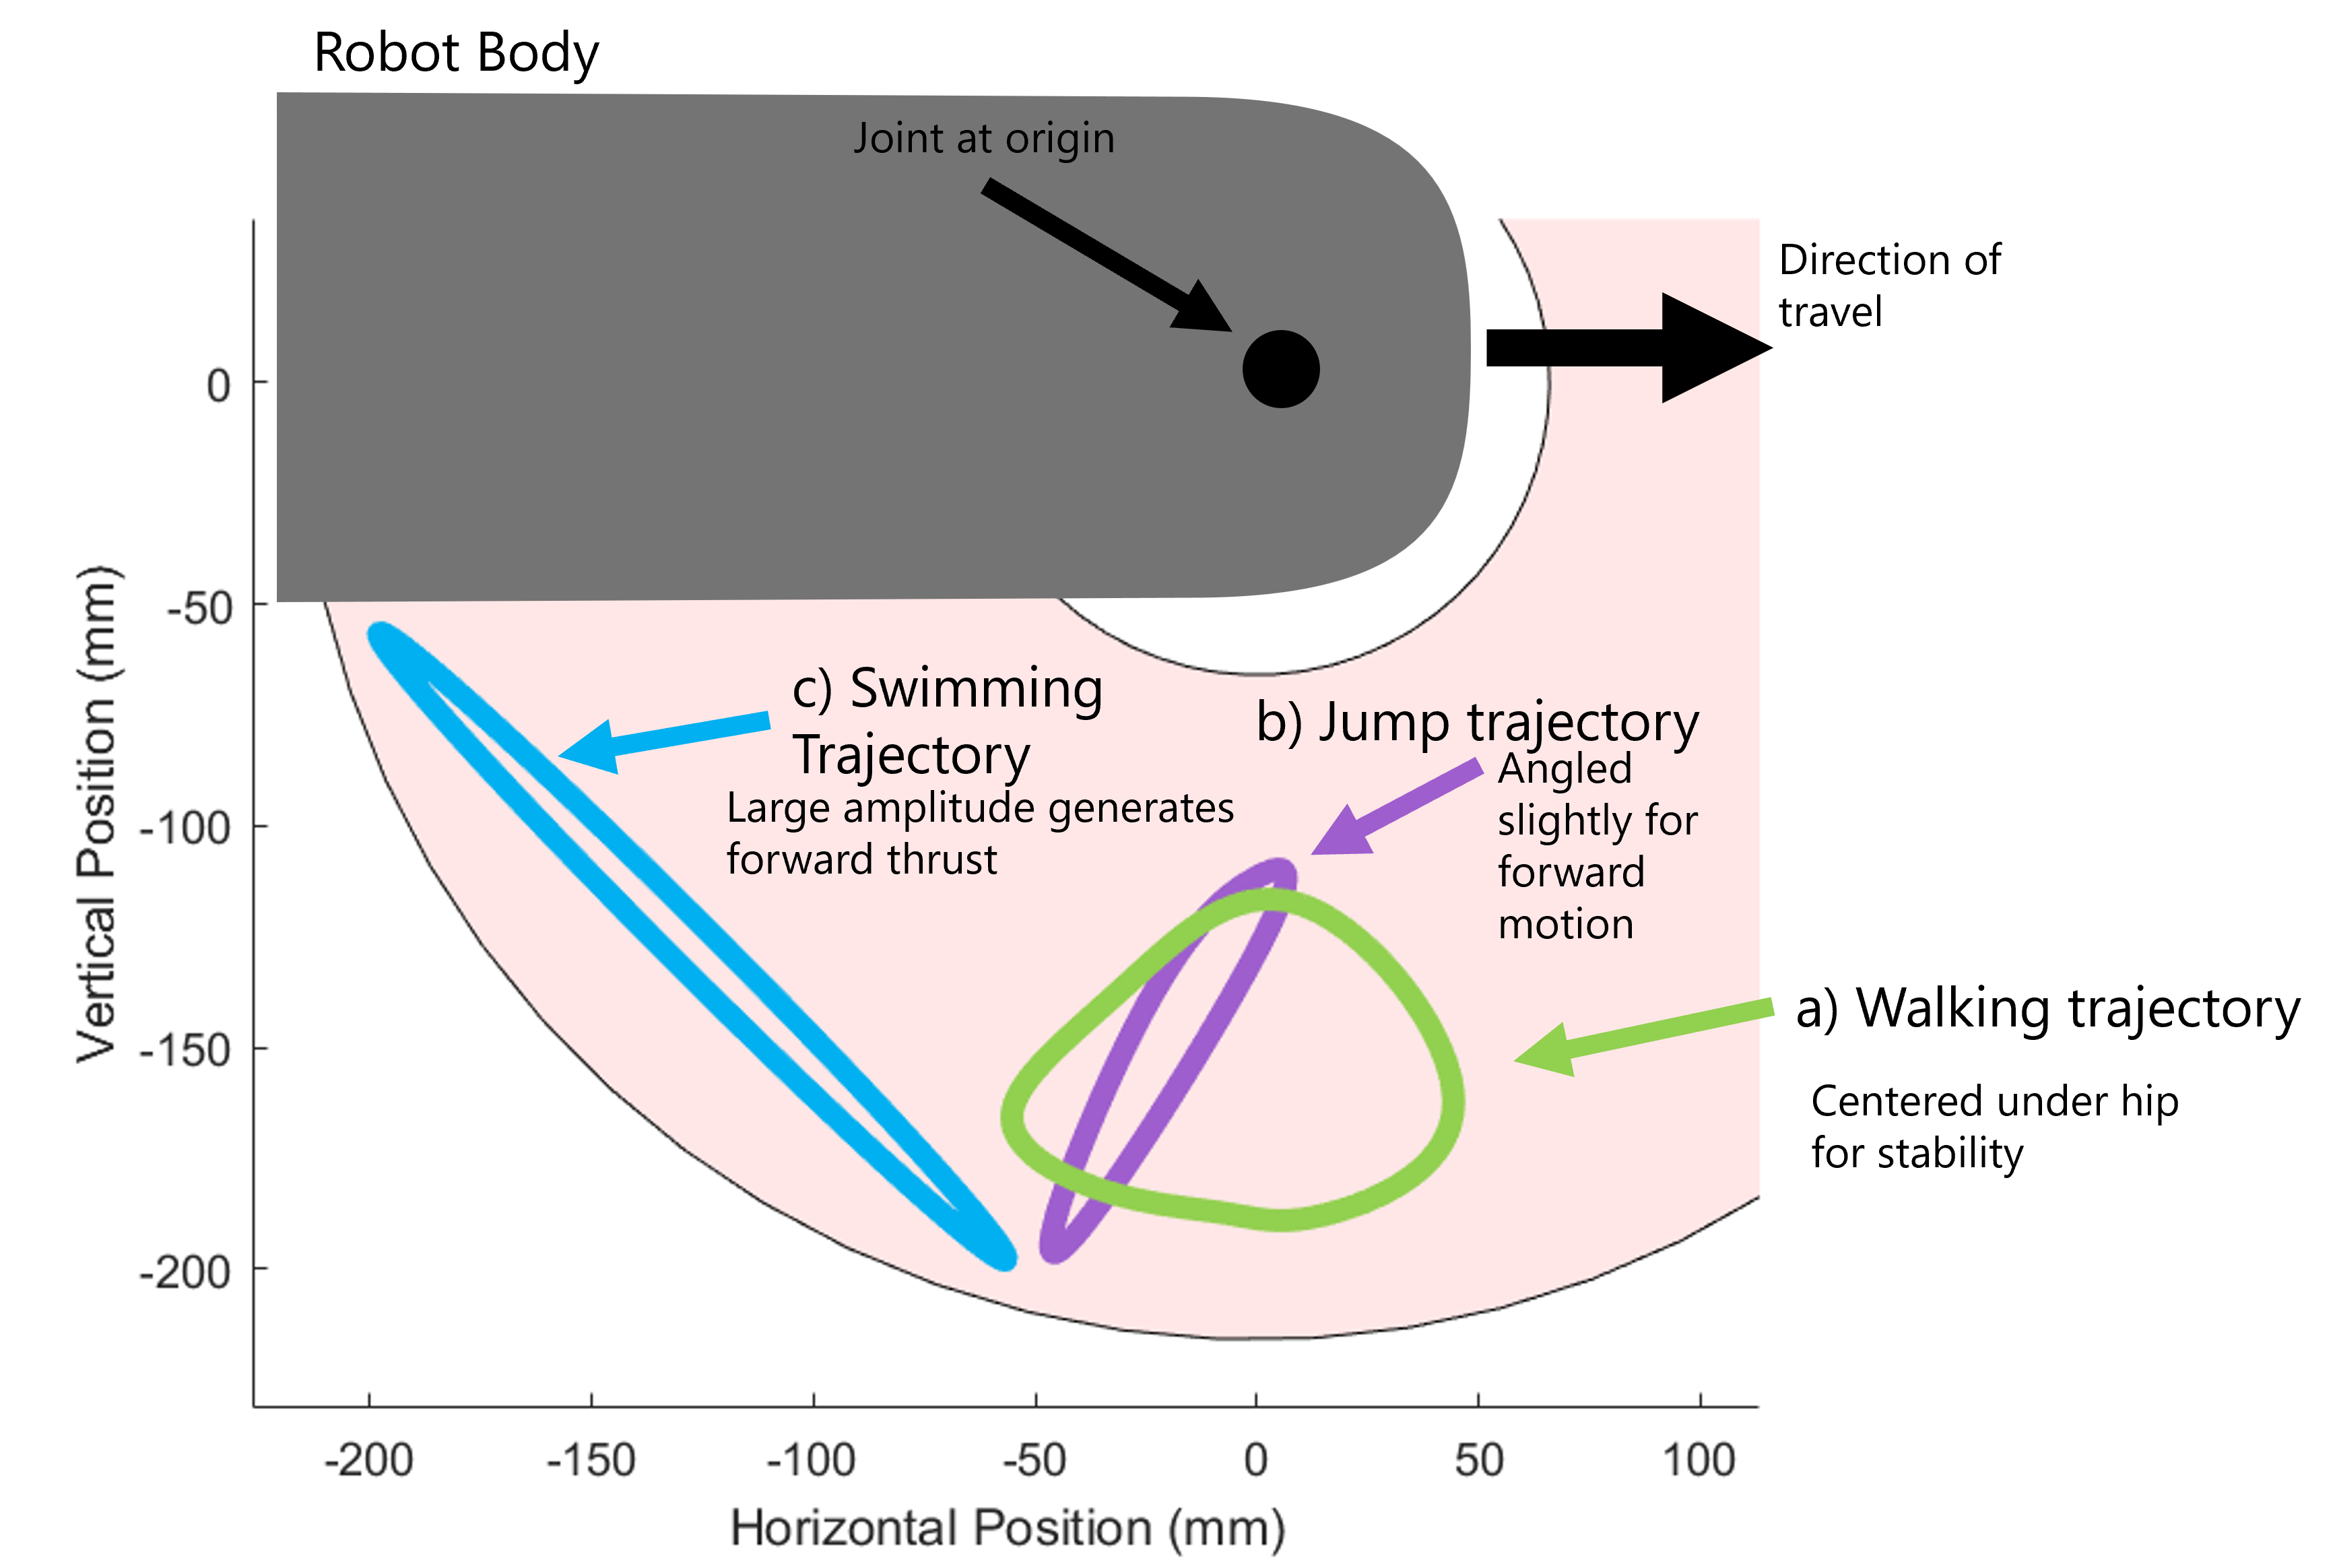 Robot Body
Joint at origin
Direction of
travel
0
-50
-100
-150
-200
Vertical Position (mm)
c) Swimming
Trajectory
Large amplitude generates
forward thrust
b) Jump trajectory
Angled
slightly for
forward
motion
a) Walking trajectory
Centered under hip
for stability
-200
-150
-100
-50
0
50
100
Horizontal Position (mm)